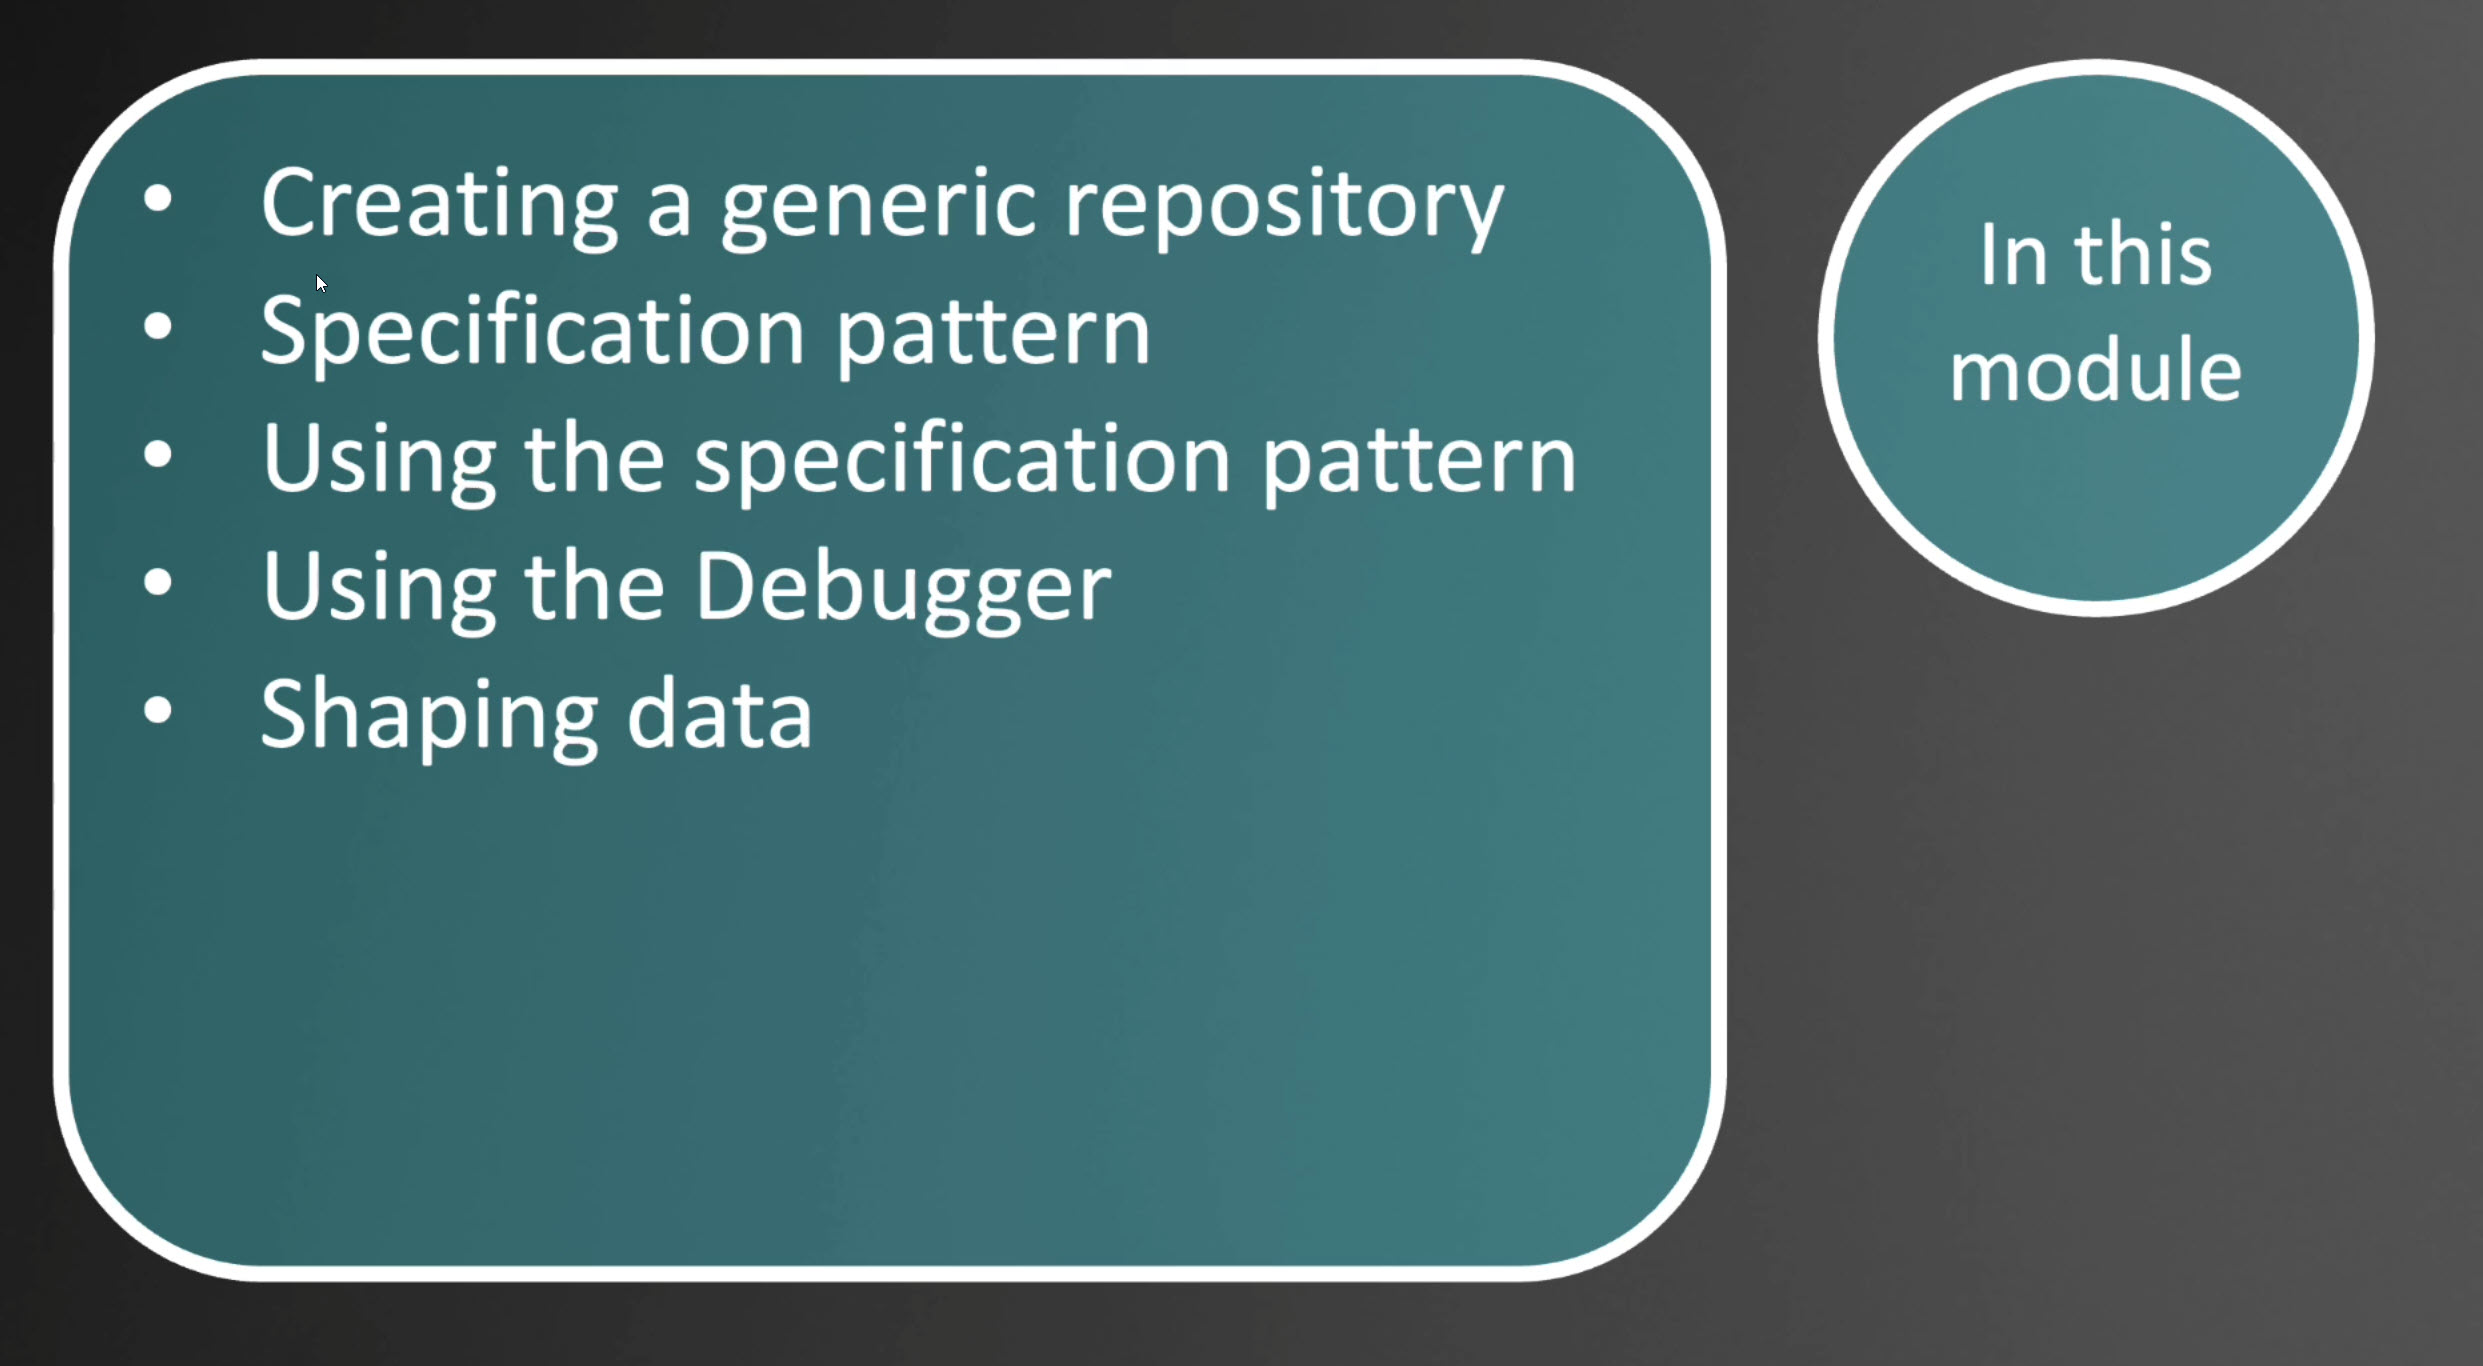 • Creating a generic repository
• Specification pattern
• Using the specification pattern
• Using the Debugger
• Shaping data
In this
module